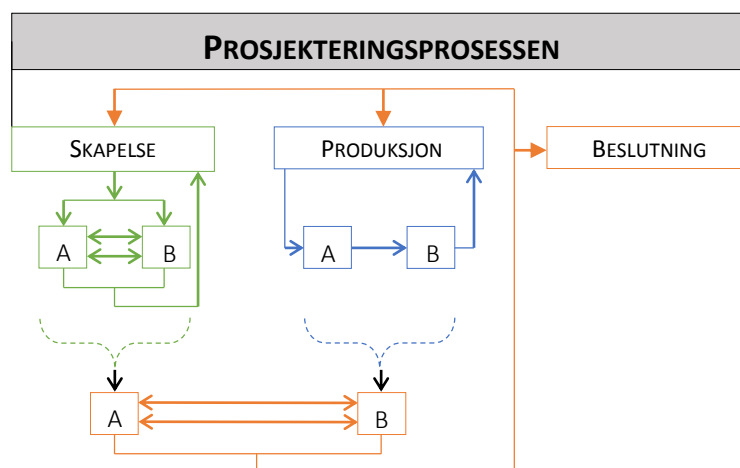 PROSJEKTERINGSPROSESSEN
SKAPELSE
PRODUKSJON
BESLUTNING
A
B
A
B
A
B